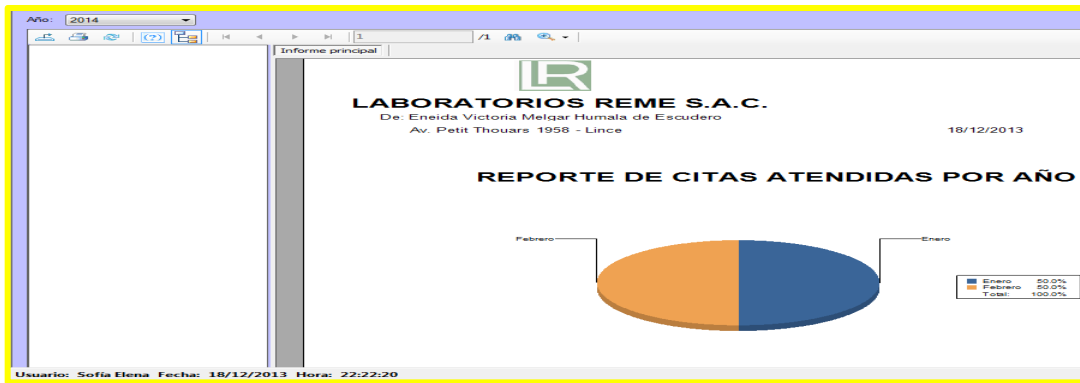 Año: 2014
1 /1
Informe principal
LR
LABORATORIOS REME S.A.C.
De: Eneida Victoria Melgar Humala de Escudero
Av. Petit Thouars 1958 - Lince 18/12/2013
REPORTE DE CITAS ATENDIDAS POR AÑO
Febrero Enero
Enero 50.0%
Febrero 50.0%
Total: 100.0%
Usuario: Sofía Elena Fecha: 18/12/2013 Hora: 22:22:20